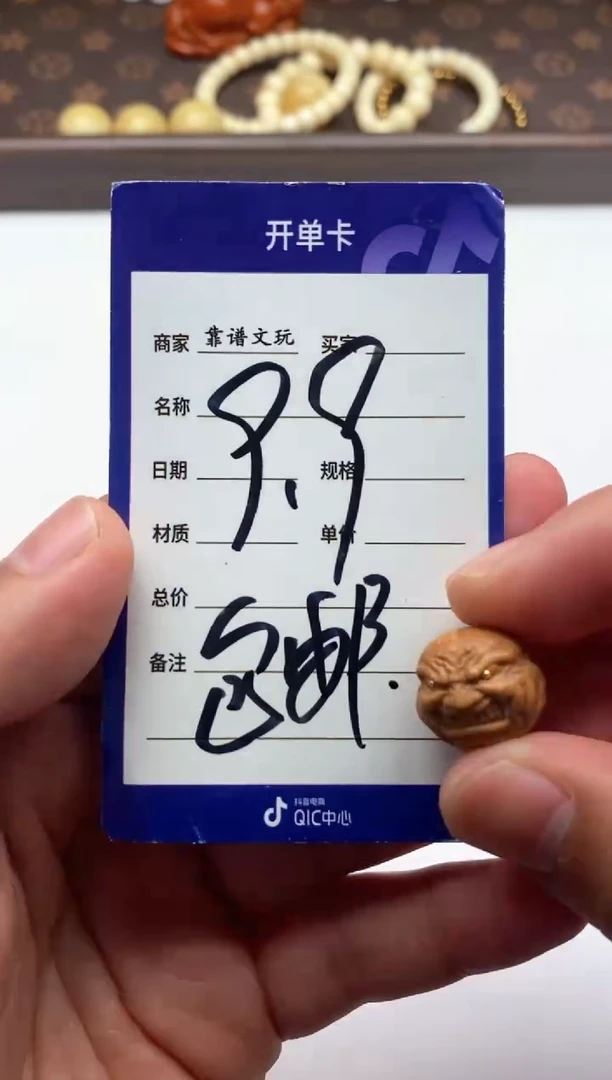 开单卡
商家 靠谱文玩 买家
名称
日期 规格
材质 单价
总价
备注
9.9
包邮.
抖音电商
QIC中心